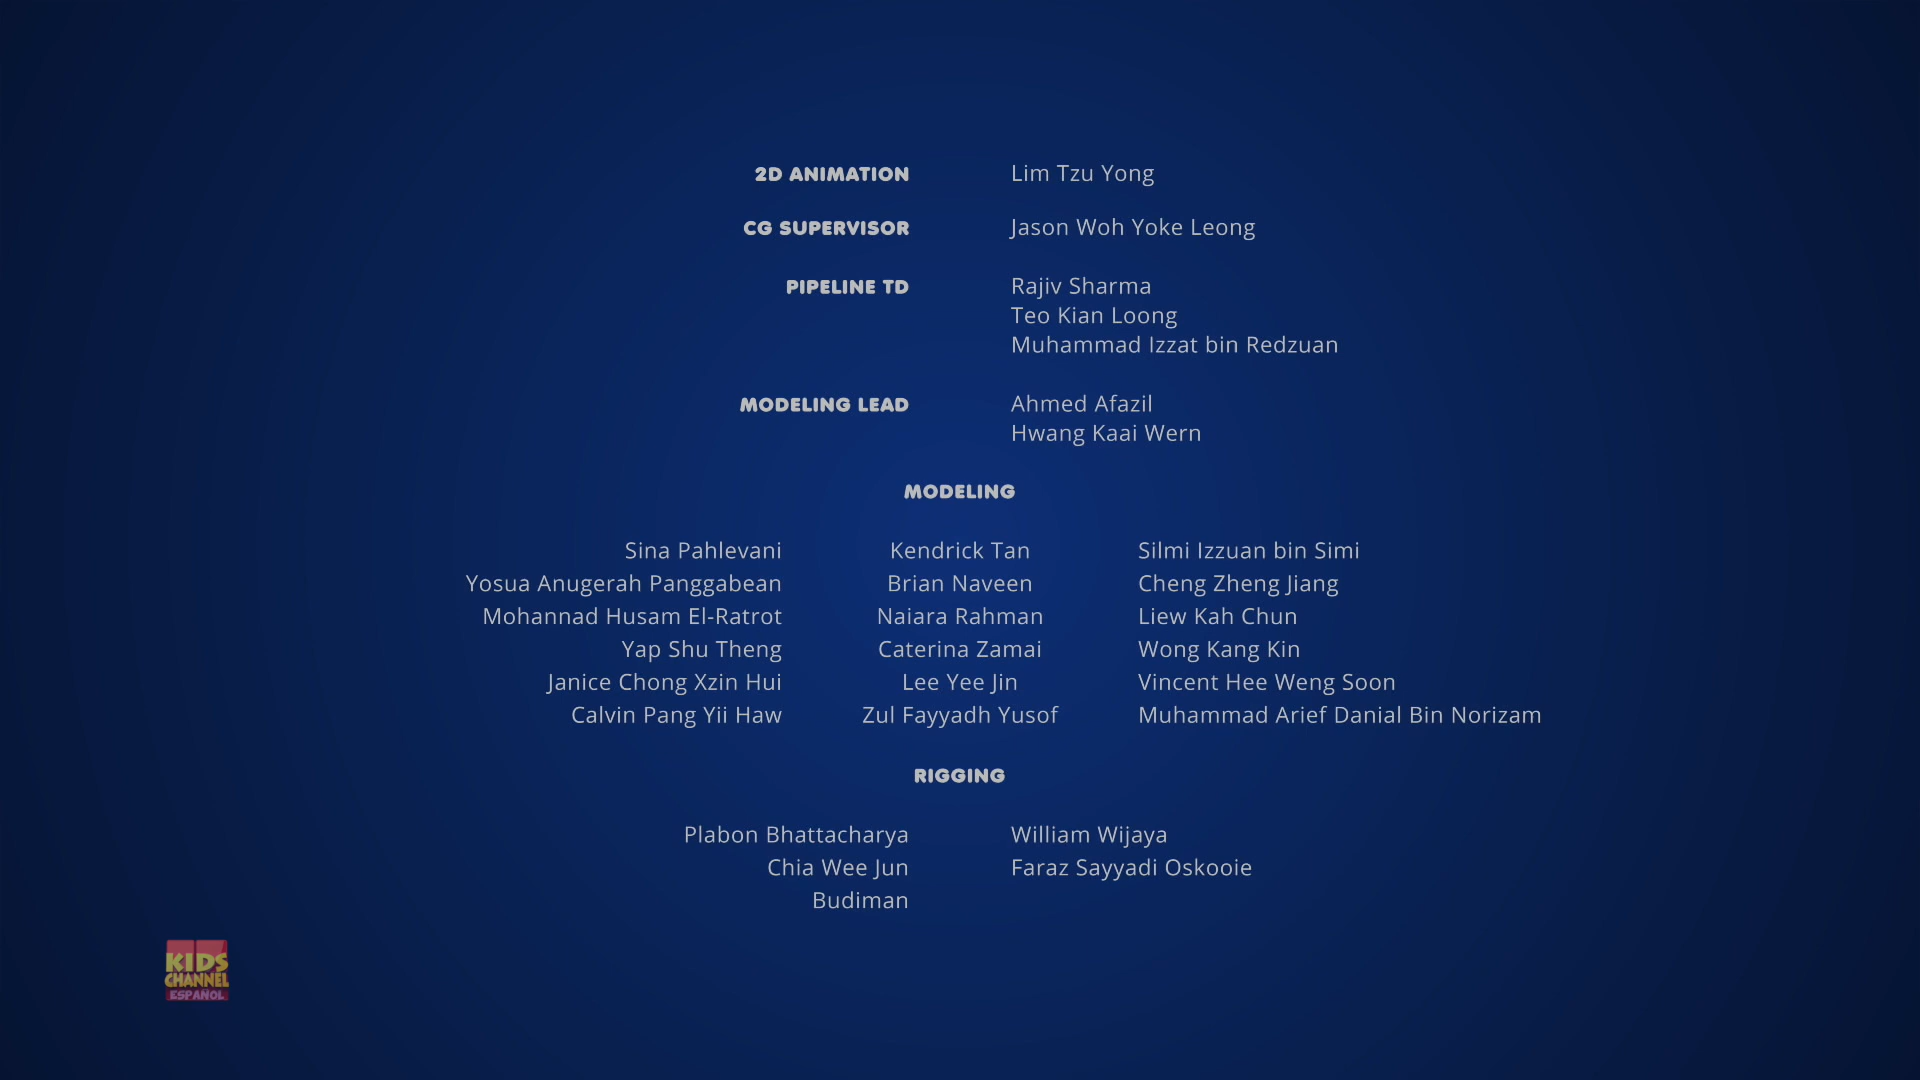 2D ANIMATION Lim Tzu Yong
CG SUPERVISOR Jason Woh Yoke Leong
PIPELINE TD Rajiv Sharma
Teo Kian Loong
Muhammad Izzat bin Redzuan
MODELING LEAD Ahmed Afazil
Hwang Kaai Wern
MODELING
Sina Pahlevani Kendrick Tan Silmi Izzuan bin Simi
Yosua Anugerah Panggabean Brian Naveen Cheng Zheng Jiang
Mohannad Husam El-Ratrot Naiara Rahman Liew Kah Chun
Yap Shu Theng Caterina Zamai Wong Kang Kin
Janice Chong Xzin Hui Lee Yee Jin Vincent Hee Weng Soon
Calvin Pang Yii Haw Zul Fayyadh Yusof Muhammad Arief Danial Bin Norizam
RIGGING
Plabon Bhattacharya William Wijaya
Chia Wee Jun Faraz Sayyadi Oskooie
Budiman
KIDS
CHANNEL
ESPAÑOL